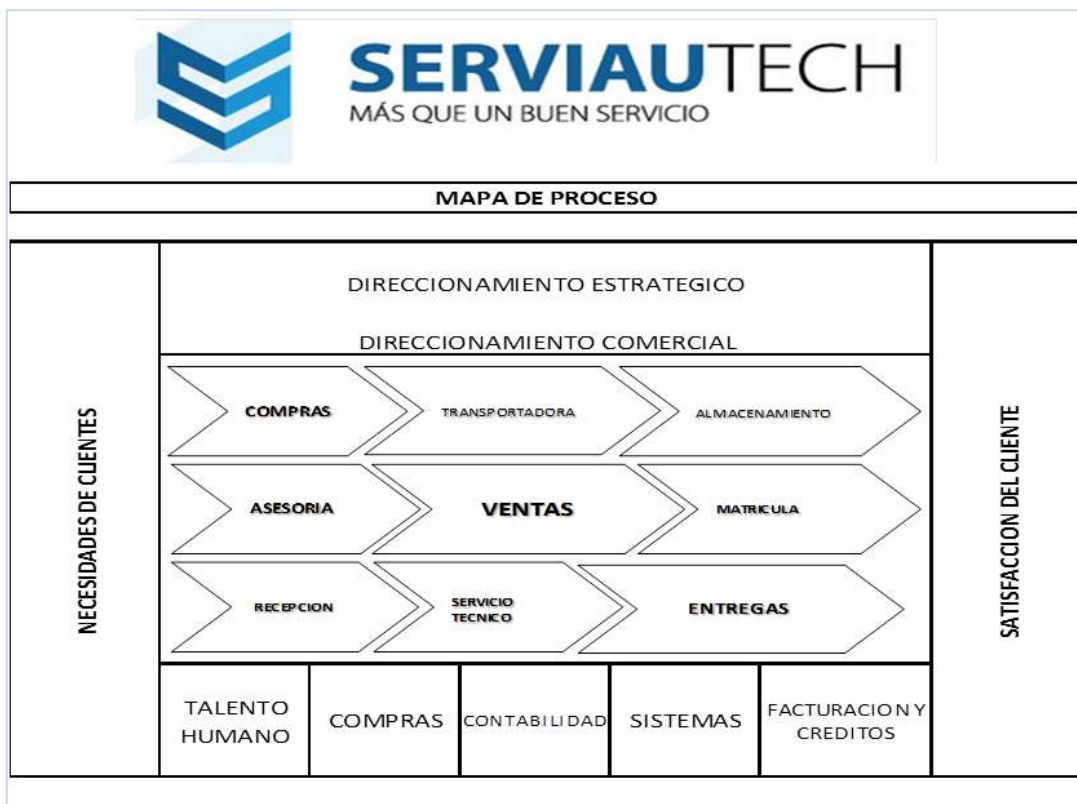 SERVIAUTECH
MÁS QUE UN BUEN SERVICIO
MAPA DE PROCESO
NECESIDADES DE CLIENTES
DIRECCIONAMIENTO ESTRATEGICO
DIRECCIONAMIENTO COMERCIAL
COMPRAS
TRANSPORTADORA
ALMACENAMIENTO
ASESORIA
VENTAS
MATRICULA
RECEPCION
SERVICIO
TECNICO
ENTREGAS
TALENTO
HUMANO
COMPRAS
CONTABILIDAD
SISTEMAS
FACTURACION Y
CREDITOS
SATISFACCION DEL CLIENTE